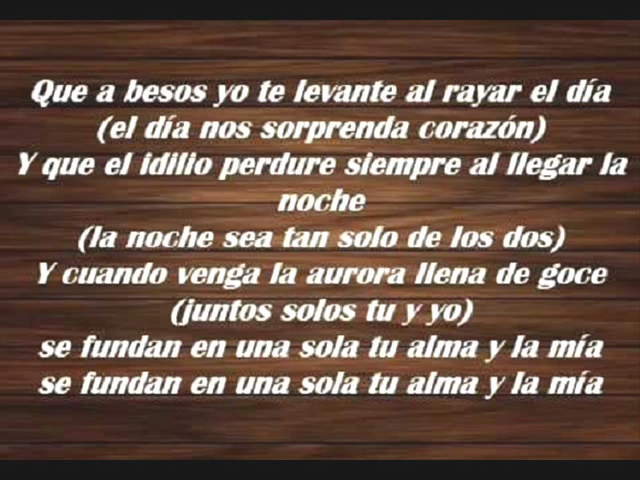 Que a besos yo te levante al rayar el día
(el día nos sorprenda corazón)
Y que el idilio perdure siempre al llegar la
noche
(la noche sea tan solo de los dos)
Y cuando venga la aurora llena de goce
(juntos solos tu y yo)
se fundan en una sola tu alma y la mía
se fundan en una sola tu alma y la mía